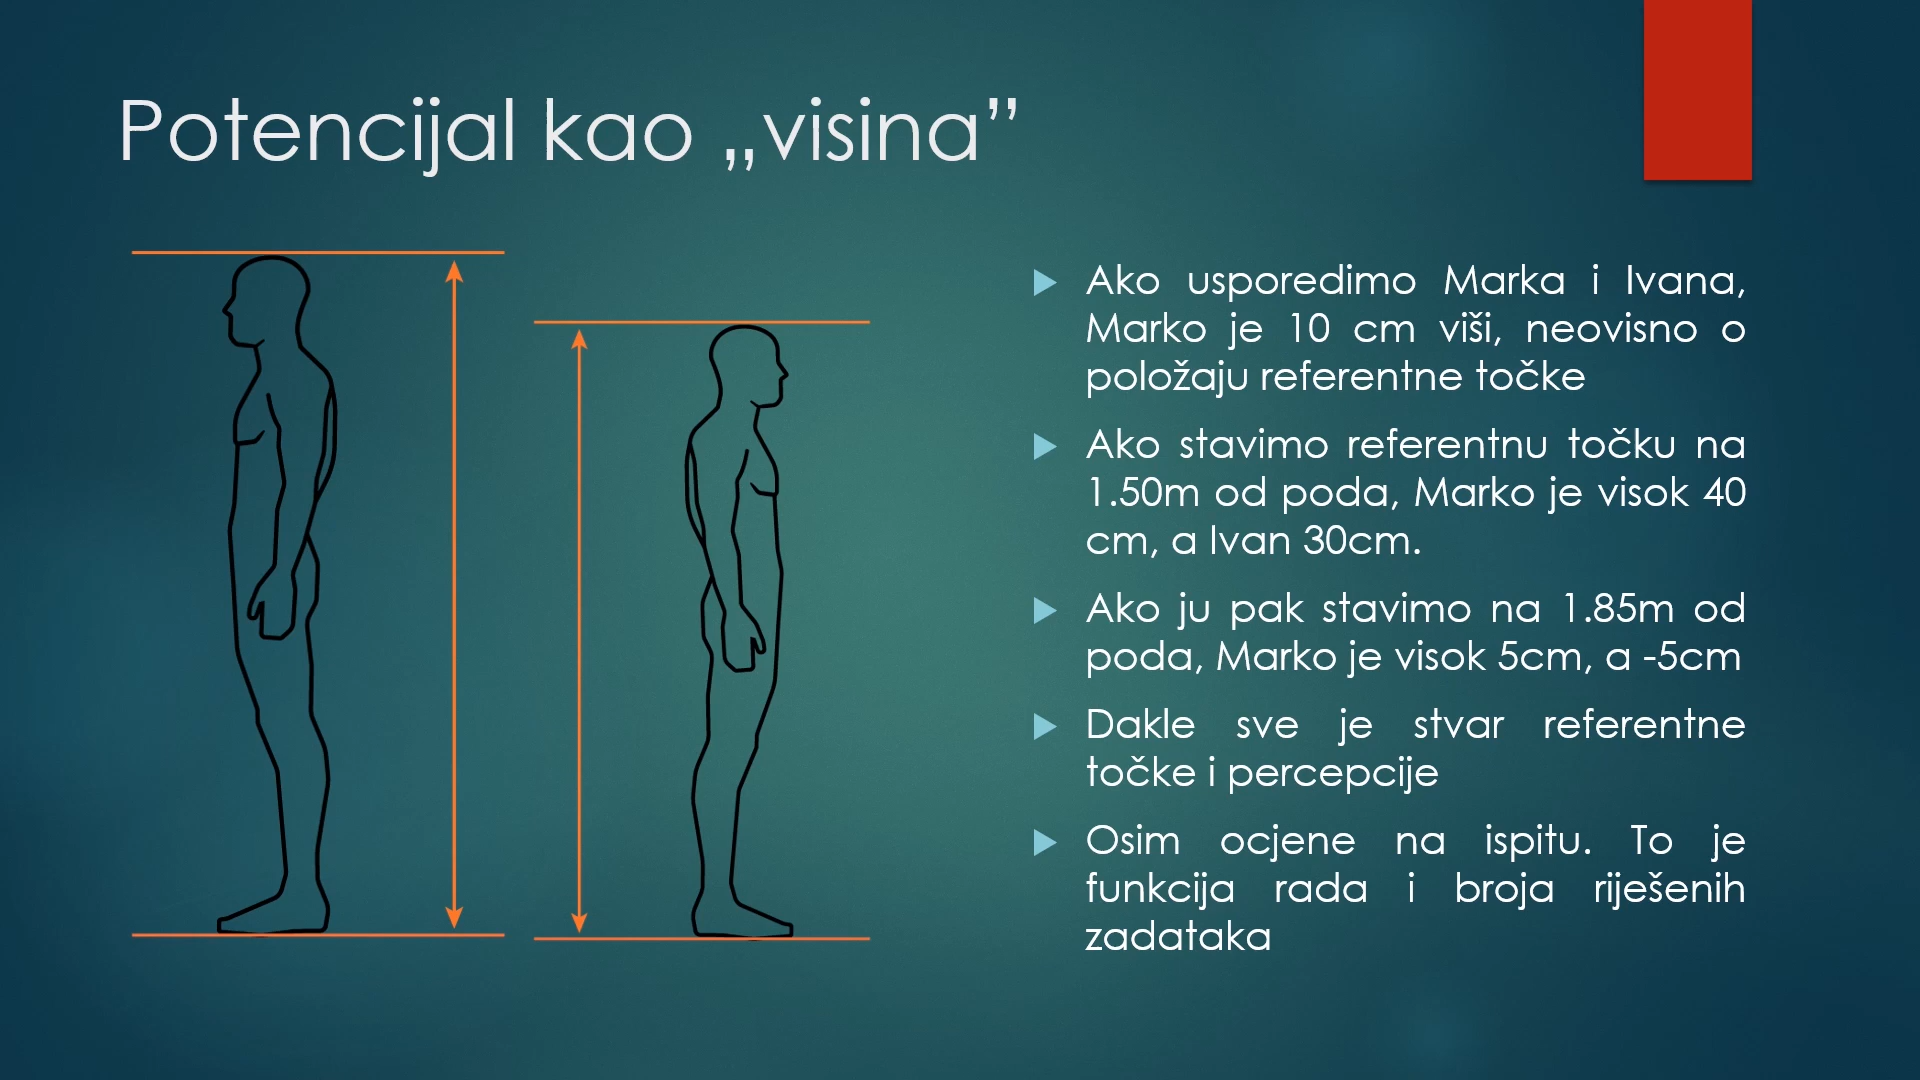 Potencijal kao „visina”
Ako usporedimo Marka i Ivana,
Marko je 10 cm viši, neovisno o
položaju referentne točke
Ako stavimo referentnu točku na
1.50m od poda, Marko je visok 40
cm, a Ivan 30cm.
Ako ju pak stavimo na 1.85m od
poda, Marko je visok 5cm, a -5cm
Dakle sve je stvar referentne
točke i percepcije
Osim ocjene na ispitu. To je
funkcija rada i broja riješenih
zadataka